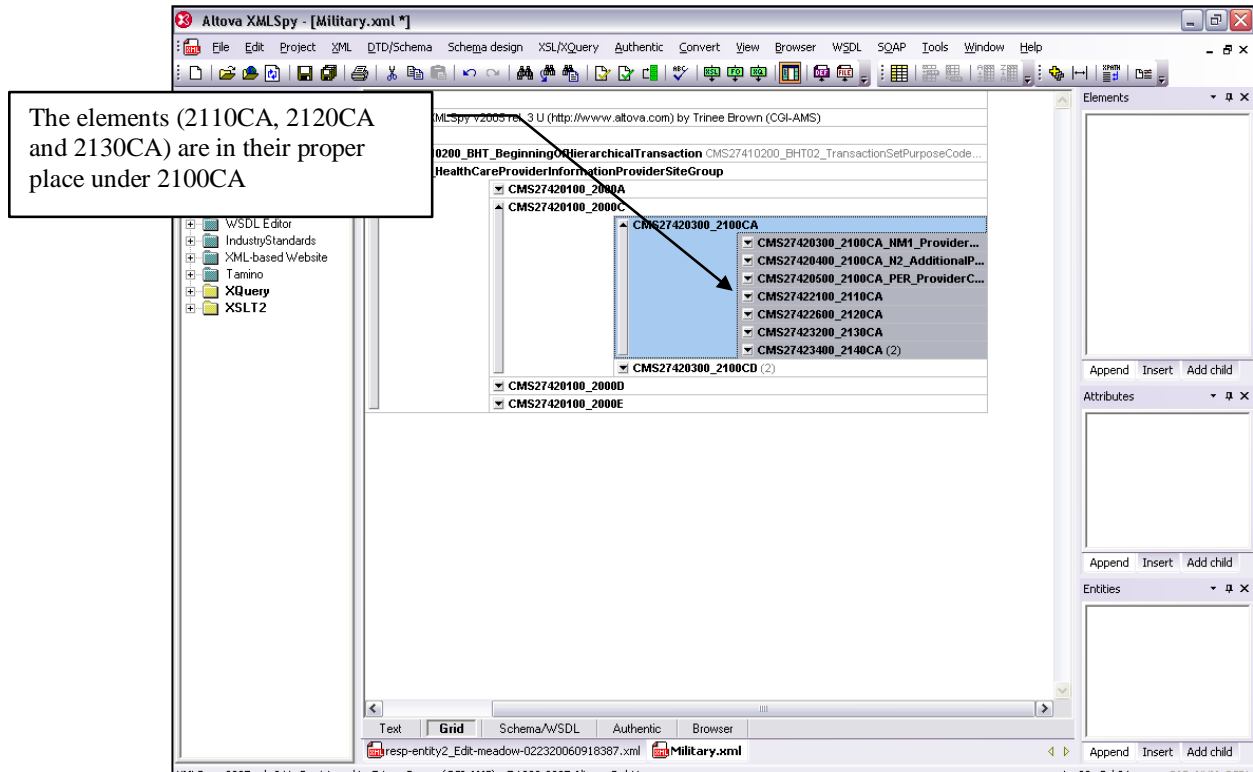 Altova XMLSpy - [Military.xml *]
File Edit Project XML DTD/Schema Schema design XSL/XQuery Authentic Convert View Browser WSDL SOAP Tools Window Help
The elements (2110CA, 2120CA
and 2130CA) are in their proper
place under 2100CA
XMLSpy v2005 rel. 3 U (http://www.altova.com) by Trinee Brown (CGI-AMS)
0200_BHT_BeginningOfHierarchicalTransaction CMS27410200_BHT02_TransactionSetPurposeCode...
_HealthCareProviderInformationProviderSiteGroup
CMS27420100_2000A
CMS27420100_2000C
CMS27420300_2100CA
CMS27420300_2100CA_NM1_Provider...
CMS27420400_2100CA_N2_AdditionalP...
CMS27420500_2100CA_PER_ProviderC...
CMS27422100_2110CA
CMS27422600_2120CA
CMS27423200_2130CA
CMS27423400_2140CA (2)
CMS27420300_2100CD (2)
CMS27420100_2000D
CMS27420100_2000E
WSDL Editor
IndustryStandards
XML-based Website
Tamino
XQuery
XSLT2
Elements
Append Insert Add child
Attributes
Append Insert Add child
Entities
Append Insert Add child
Text Grid Schema/WSDL Authentic Browser
resp-entity2_Edit-meadow-022320060918387.xml Military.xml